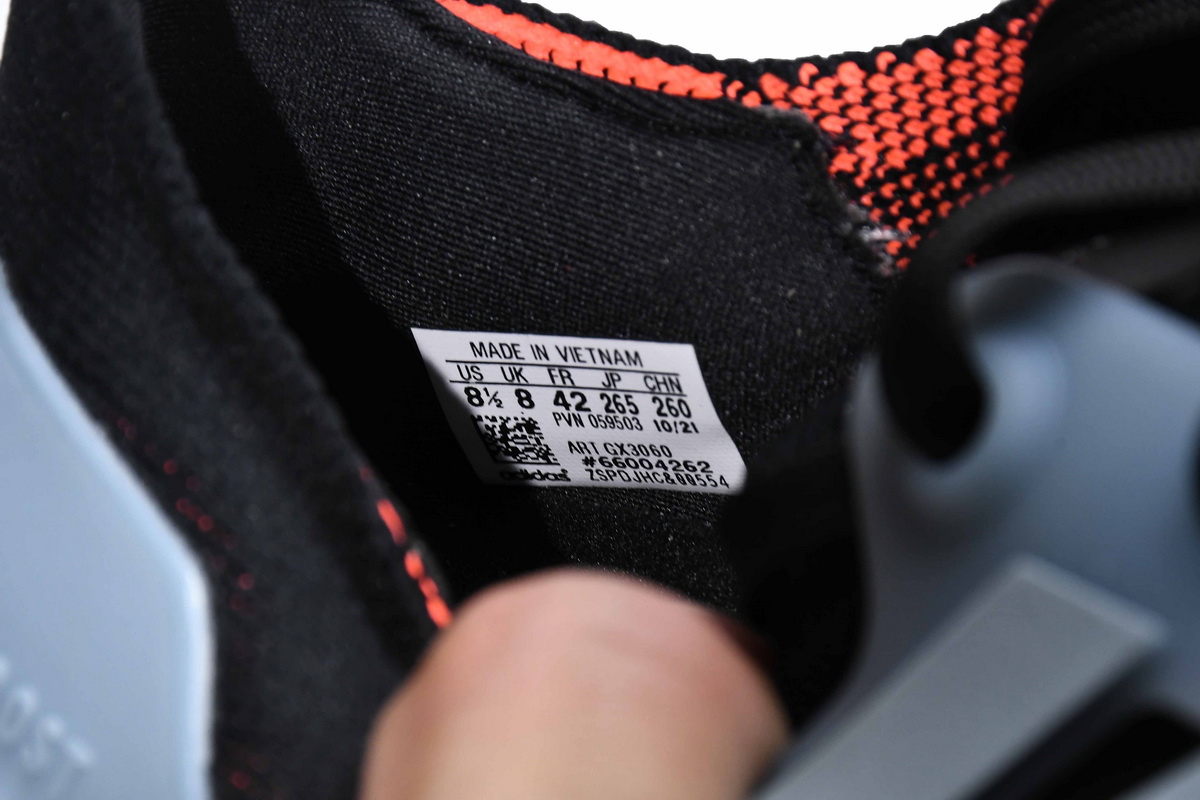 MADE IN VIETNAM
US UK FR JP CHN
8½ 8 42 265 260
PVN 059503 10/21
ART GX3060
#66004262
adidas ZSPDJHC&00554
OST